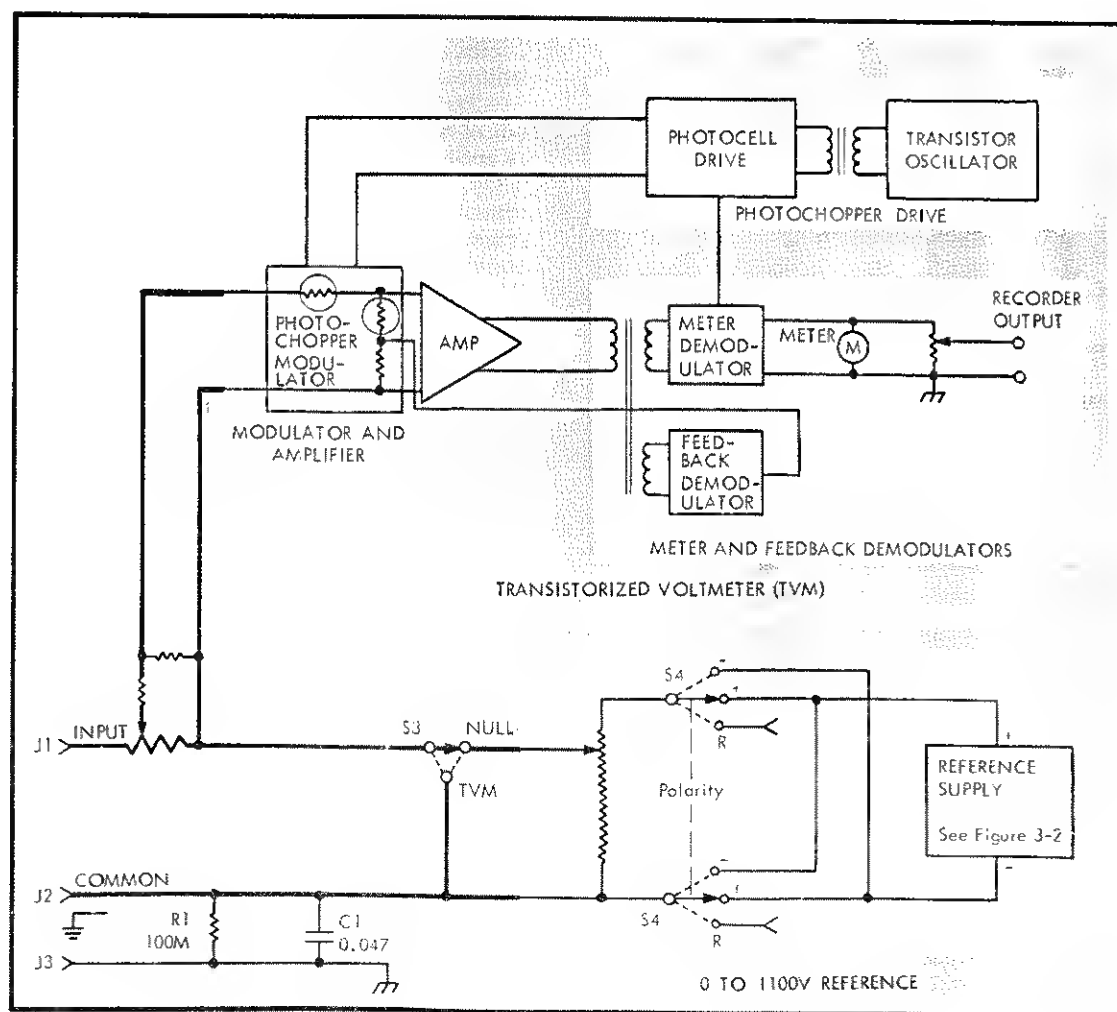 PHOTOCELL
DRIVE
TRANSISTOR
OSCILLATOR
PHOTOCHOPPER DRIVE
PHOTO-
CHOPPER
MODU-
LATOR
AMP
METER
DEMOD-
ULATOR
METER
M
RECORDER
OUTPUT
MODULATOR AND
AMPLIFIER
FEED-
BACK
DEMOD-
ULATOR
METER AND FEEDBACK DEMODULATORS
TRANSISTORIZED VOLTMETER (TVM)
J1
INPUT
S3
NULL
TVM
S4
-
+
R
Polarity
+
REFERENCE
SUPPLY
See Figure 3-2
-
J2
COMMON
R1
100M
C1
0.047
S4
-
+
R
J3
0 TO 1100V REFERENCE